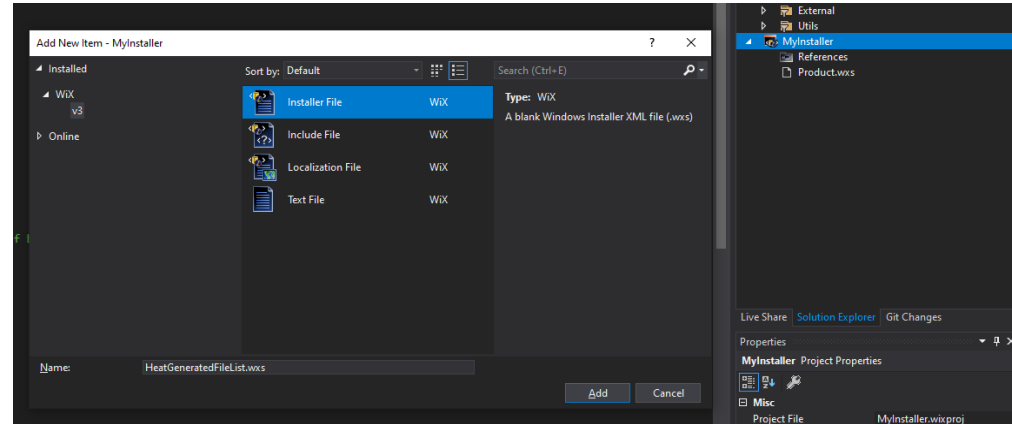 External
Utils
MyInstaller
References
Product.wxs
Add New Item - MyInstaller
?
Installed
WiX
v3
Online
Sort by: Default
Search (Ctrl+E)
Installer File WiX
Include File WiX
Localization File WiX
Text File WiX
Type: WiX
A blank Windows Installer XML file (.wxs)
Name: HeatGeneratedFileList.wxs
Add Cancel
f
Live Share Solution Explorer Git Changes
Properties
MyInstaller Project Properties
Misc
Project File MyInstaller.wixproj